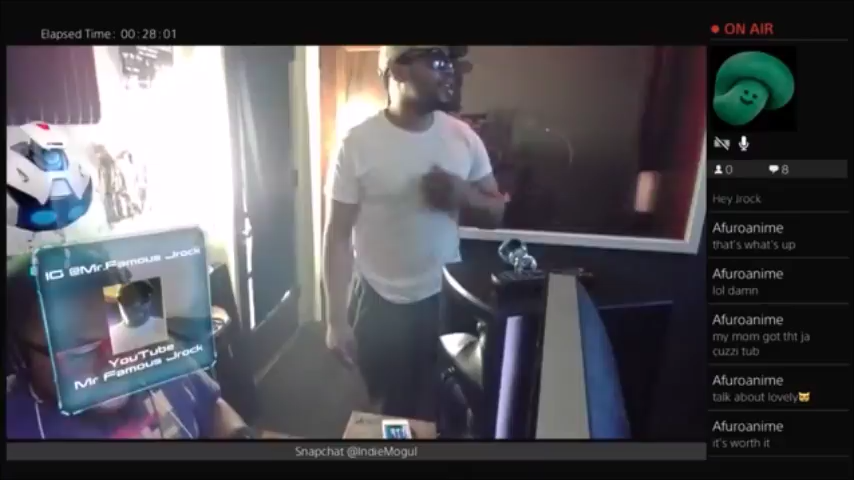 Elapsed Time: 00:28:01
ON AIR
0
8
Hey Jrock
Afuroanime
that's what's up
Afuroanime
lol damn
Afuroanime
my mom got tht ja
cuzzi tub
Afuroanime
talk about lovely😽
Afuroanime
it's worth it
IG @Mr.Famous Jrock
YouTube
Mr Famous Jrock
Snapchat @IndieMogul